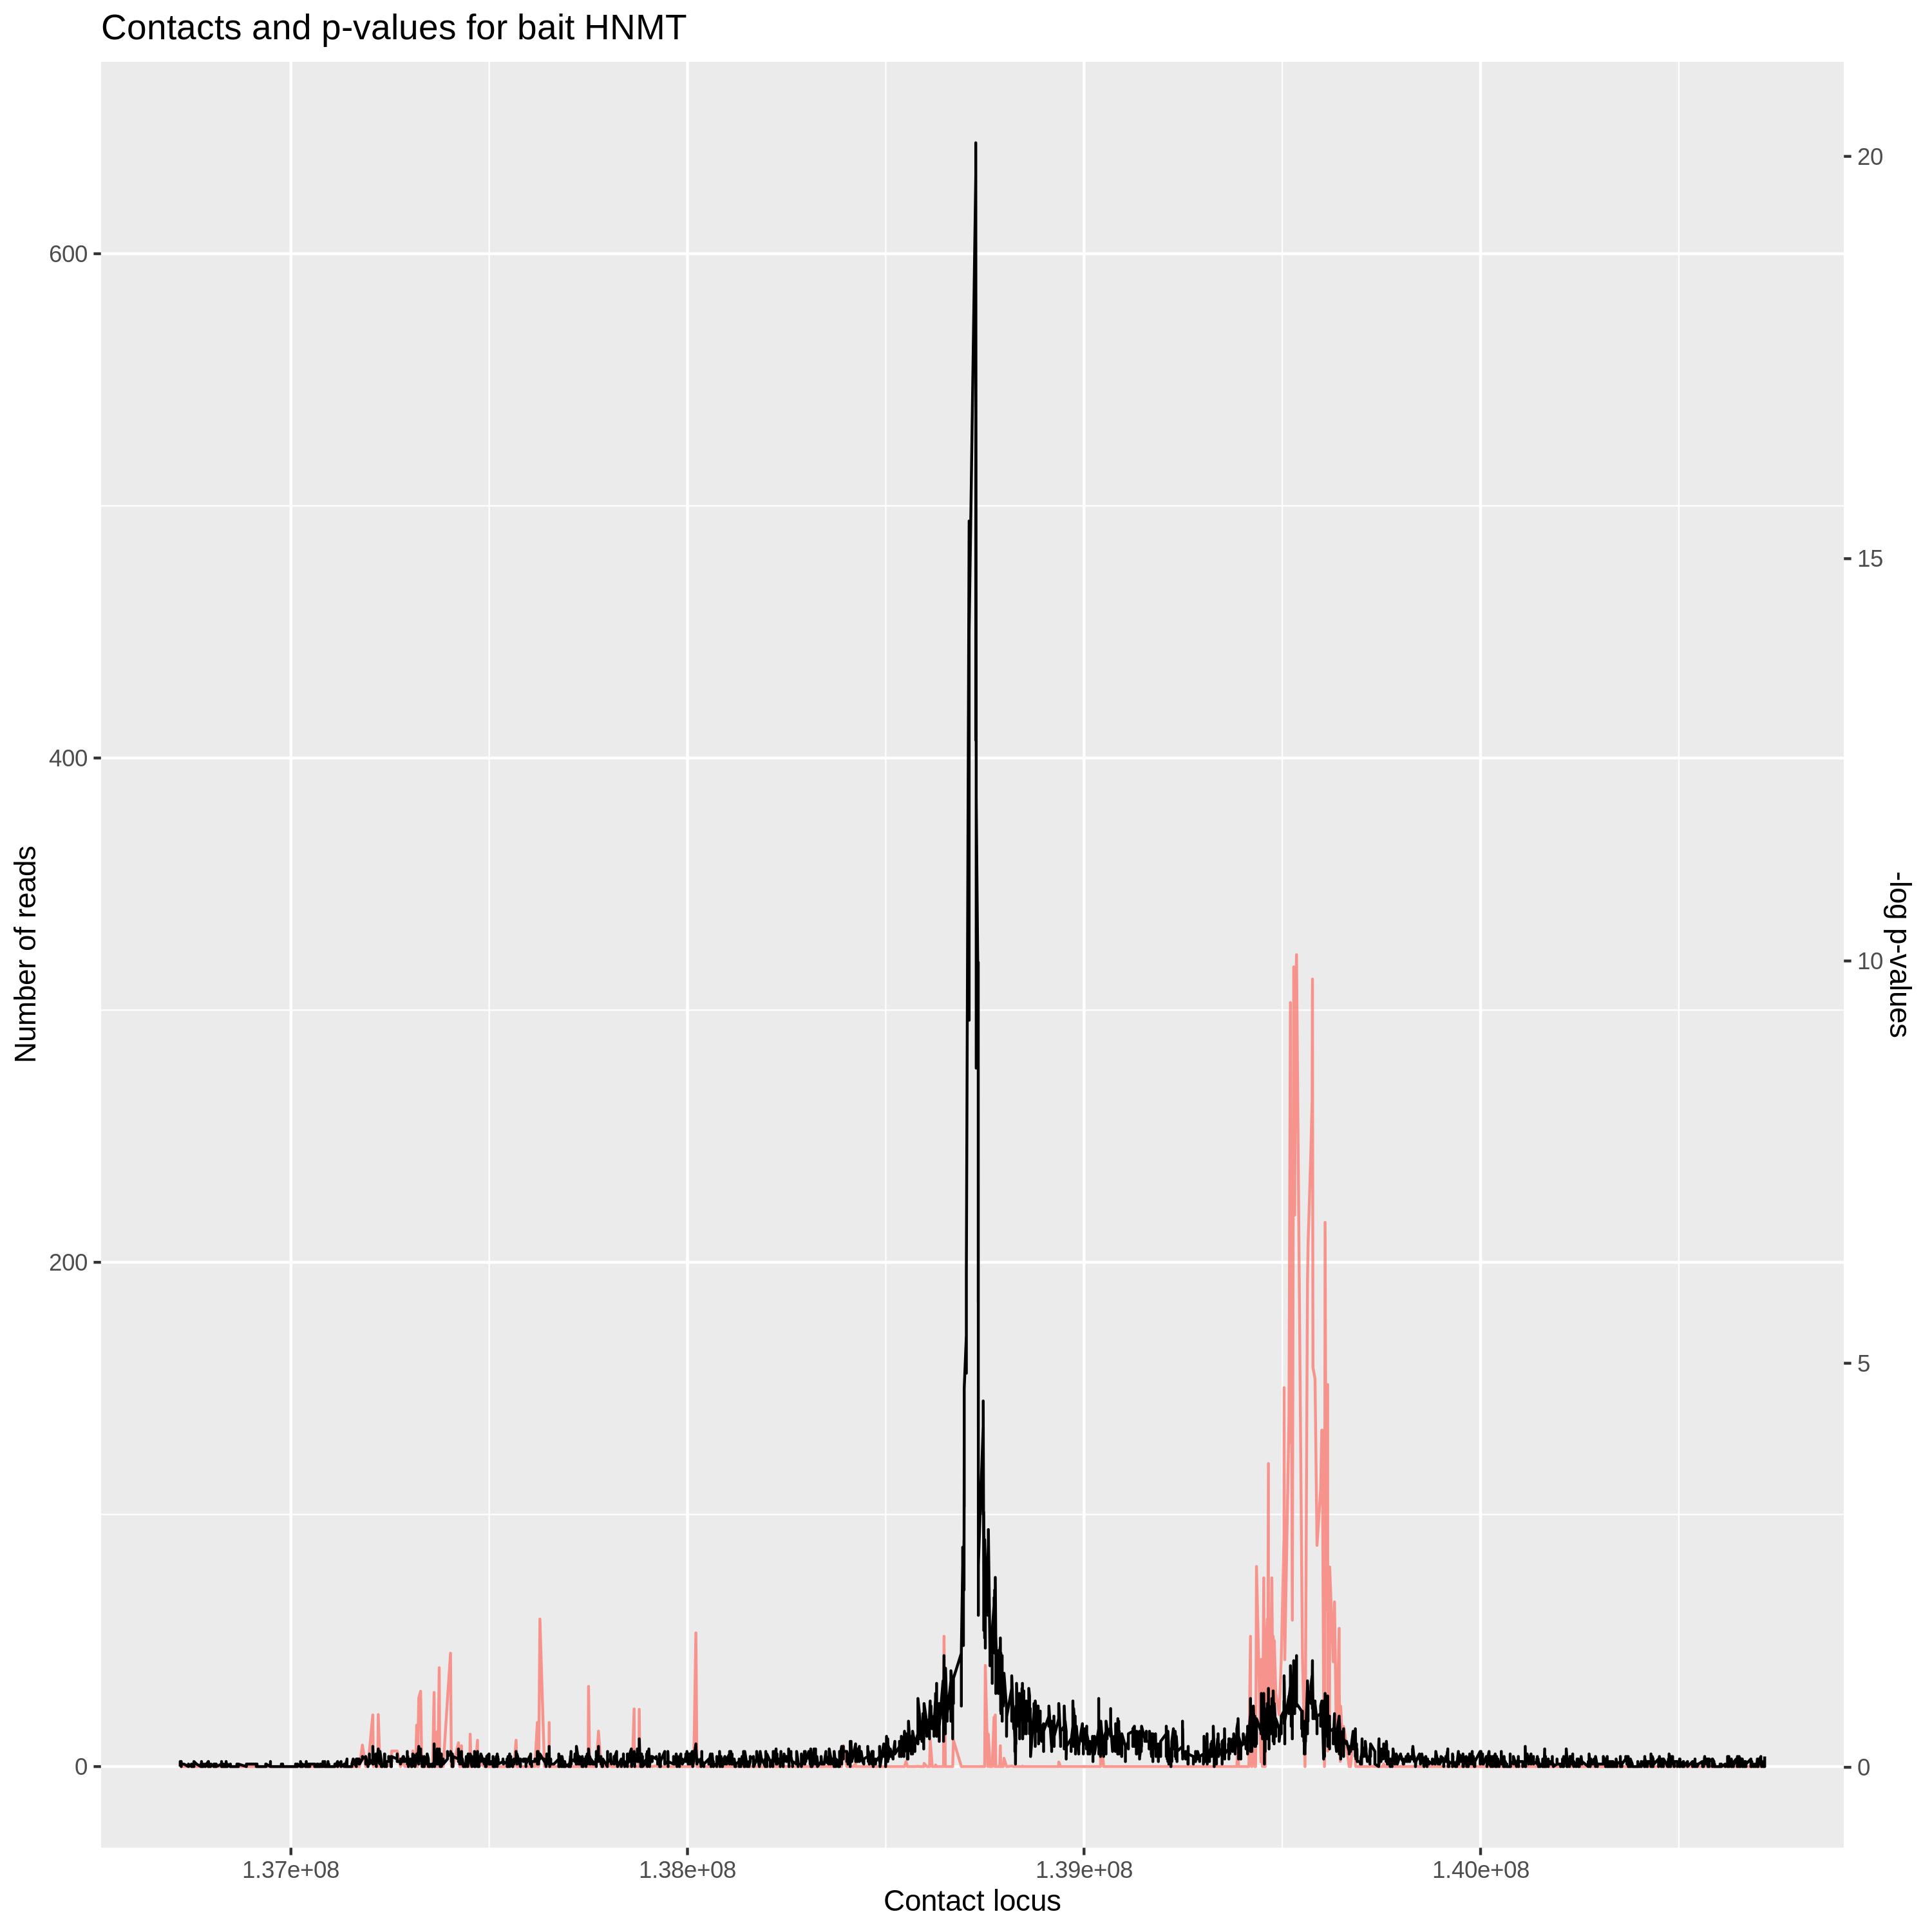 Contacts and p-values for bait HNMT
600
400
200
0
Number of reads
20
15
10
5
0
-log p-values
1.37e+08
1.38e+08
1.39e+08
1.40e+08
Contact locus